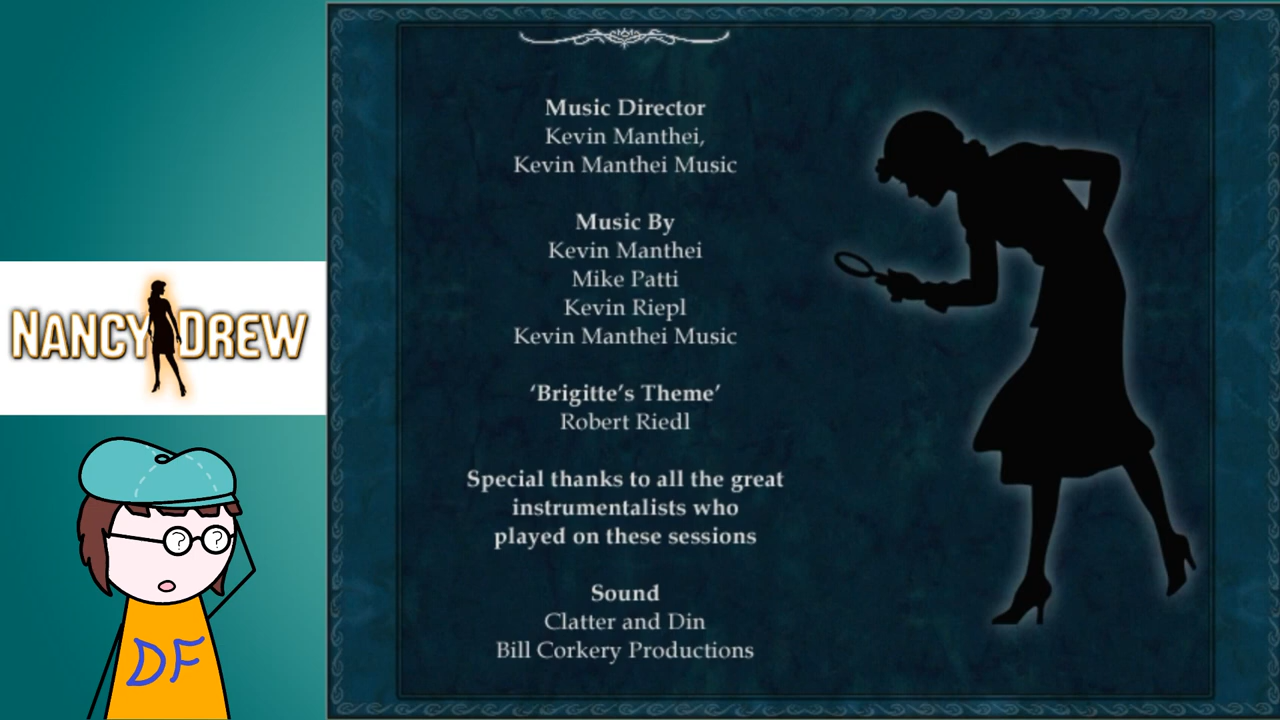 Music Director
Kevin Manthei,
Kevin Manthei Music
Music By
Kevin Manthei
Mike Patti
Kevin Riepl
Kevin Manthei Music
‘Brigitte’s Theme’
Robert Riedl
Special thanks to all the great
instrumentalists who
played on these sessions
Sound
Clatter and Din
Bill Corkery Productions
NANCY DREW
? ?
DF